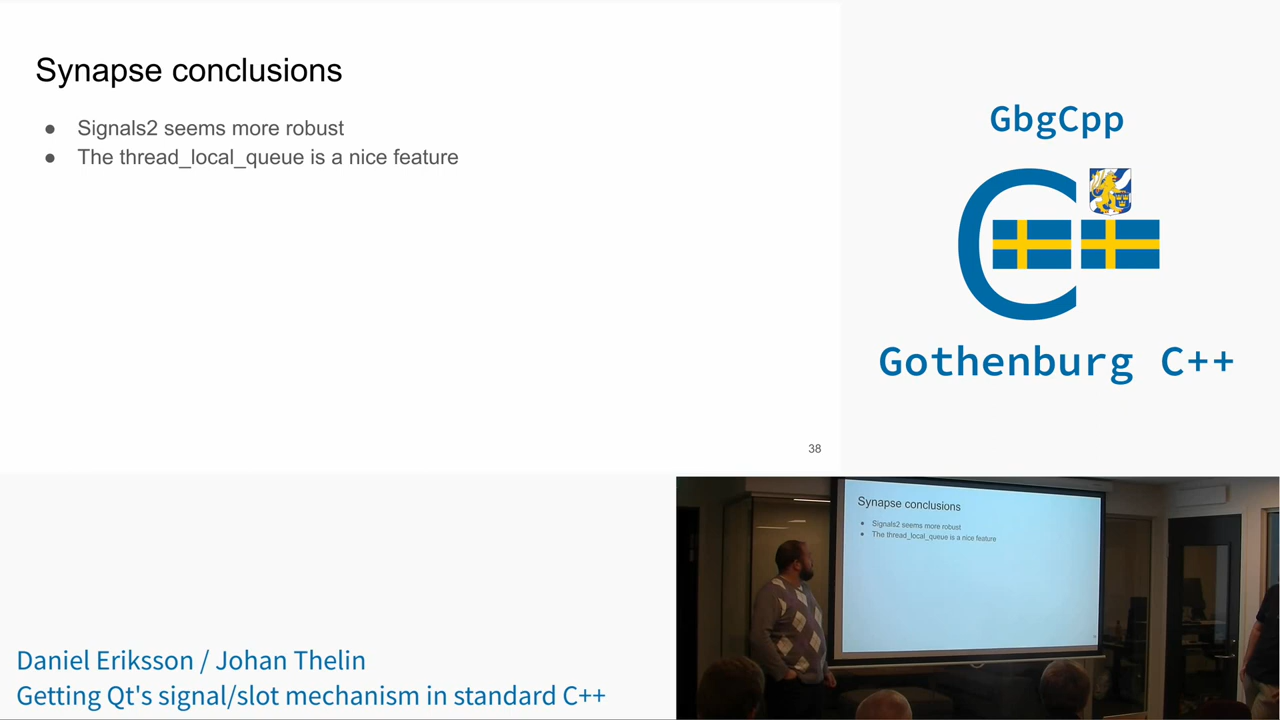 Synapse conclusions
● Signals2 seems more robust
● The thread_local_queue is a nice feature
38
GbgCpp
C++
Gothenburg C++
Synapse conclusions
● Signals2 seems more robust
● The thread_local_queue is a nice feature
Daniel Eriksson / Johan Thelin
Getting Qt's signal/slot mechanism in standard C++